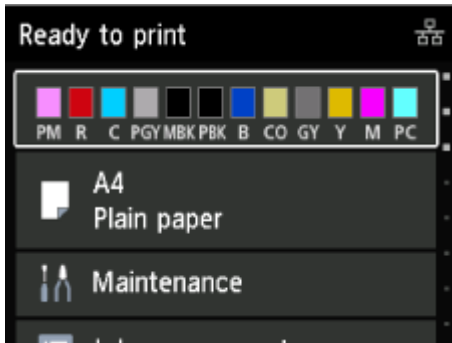 Ready to print
PM R C PGY MBK PBK B CO GY Y M PC
A4
Plain paper
Maintenance